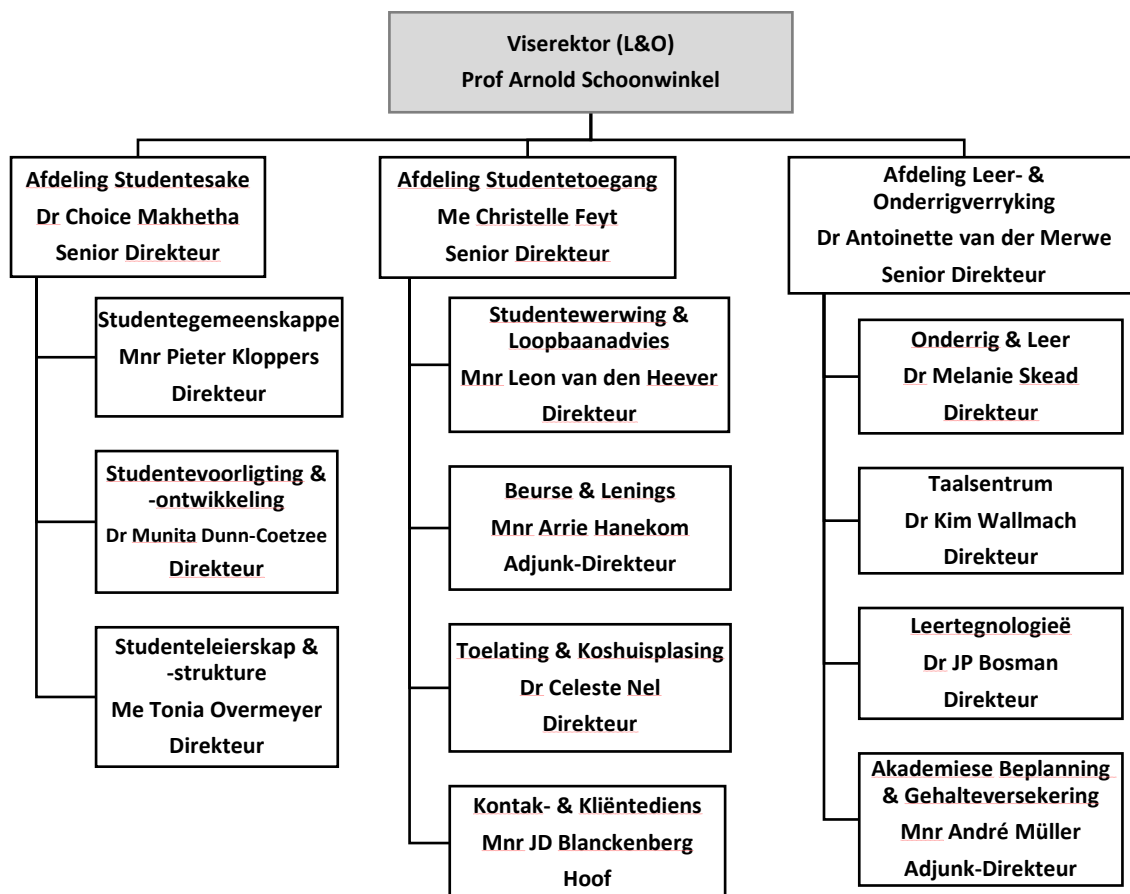 Viserektor (L&O)
Prof Arnold Schoonwinkel
Afdeling Studentesake
Dr Choice Makhetha
Senior Direkteur
Studentegemeenskappe
Mnr Pieter Kloppers
Direkteur
Studentevoorligting &
-ontwikkeling
Dr Munita Dunn-Coetzee
Direkteur
Studenteleierskap &
-strukture
Me Tonia Overmeyer
Direkteur
Afdeling Studentetoegang
Me Christelle Feyt
Senior Direkteur
Studentewerwing &
Loopbaanadvies
Mnr Leon van den Heever
Direkteur
Beurse & Lenings
Mnr Arrie Hanekom
Adjunk-Direkteur
Toelating & Koshuisplasing
Dr Celeste Nel
Direkteur
Kontak- & Kliëntediens
Mnr JD Blanckenberg
Hoof
Afdeling Leer- &
Onderrigverryking
Dr Antoinette van der Merwe
Senior Direkteur
Onderrig & Leer
Dr Melanie Skead
Direkteur
Taalsentrum
Dr Kim Wallmach
Direkteur
Leertegnologieë
Dr JP Bosman
Direkteur
Akademiese Beplanning
& Gehalteversekering
Mnr André Müller
Adjunk-Direkteur